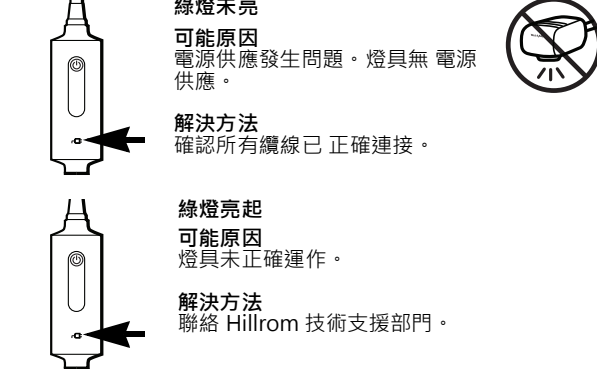 綠燈未亮
可能原因
電源供應發生問題。燈具無 電源
供應。
解決方法
確認所有纜線已 正確連接。
綠燈亮起
可能原因
燈具未正確運作。
解決方法
聯絡 Hillrom 技術支援部門。